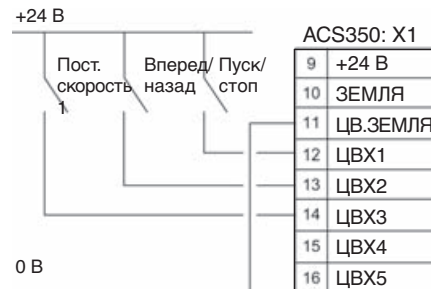 +24 В
ACS350: X1
Пост.
скорость
1
Вперед/
назад
Пуск/
стоп
9 +24 В
10 ЗЕМЛЯ
11 ЦВ.ЗЕМЛЯ
12 ЦВХ1
13 ЦВХ2
14 ЦВХ3
15 ЦВХ4
16 ЦВХ5
0 В